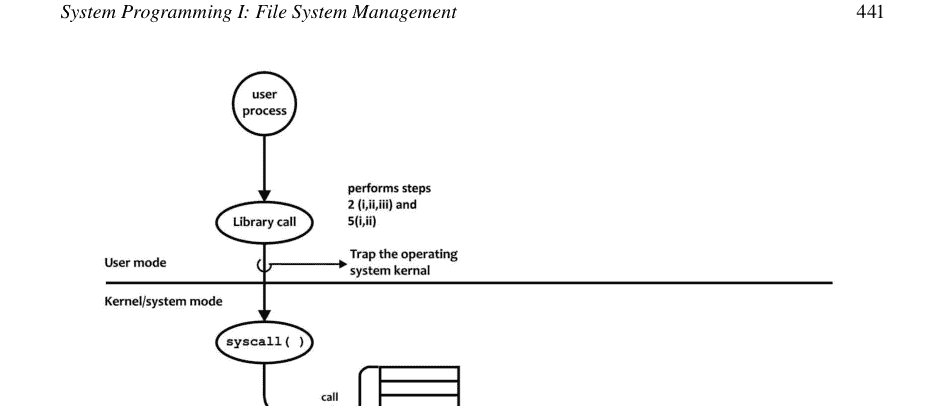 System Programming I: File System Management 441
user
process
performs steps
2 (i,ii,iii) and
5(i,ii)
Library call
Trap the operating
system kernel
User mode
Kernel/system mode
syscall( )
call